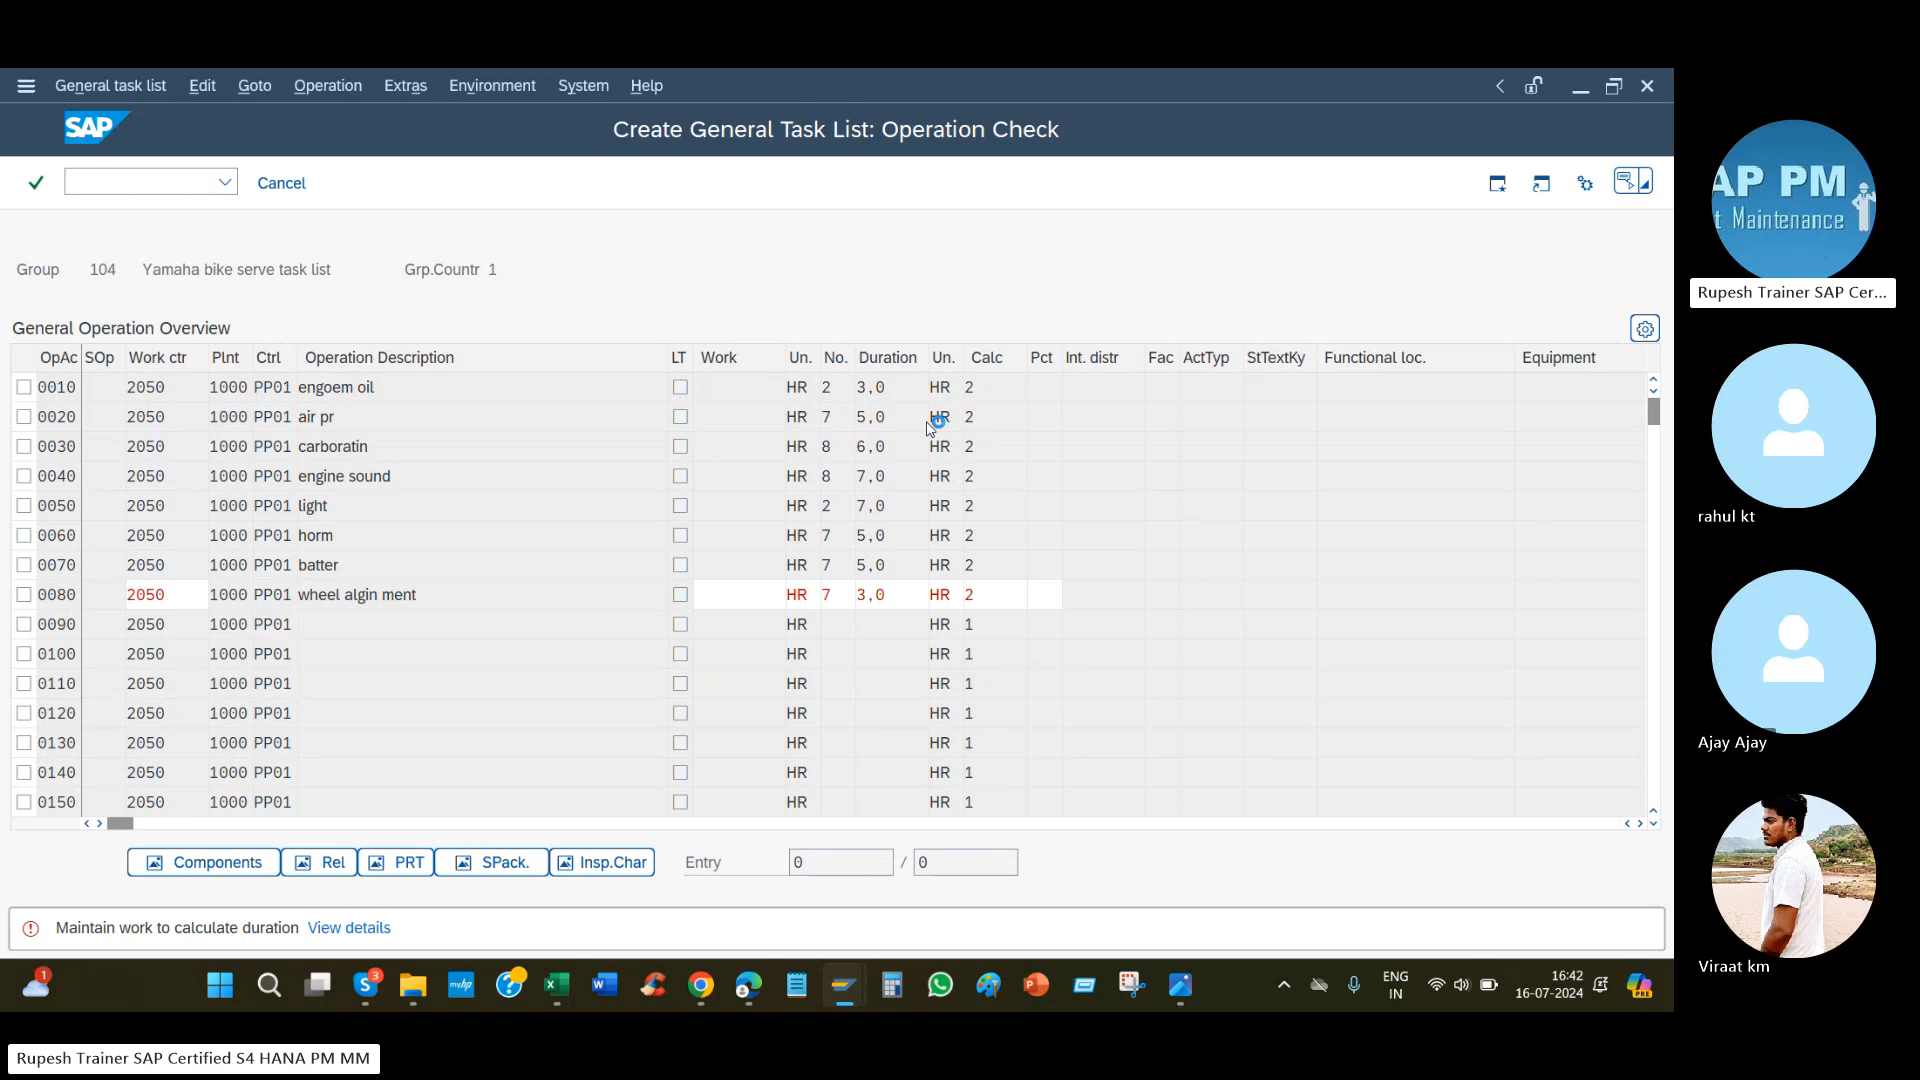 General task list Edit Goto Operation Extras Environment System Help
SAP Create General Task List: Operation Check
Cancel
Group 104 Yamaha bike serve task list Grp.Countr 1
General Operation Overview
OpAc SOp Work ctr Plnt Ctrl Operation Description LT Work Un. No. Duration Un. Calc Pct Int. distr Fac ActTyp StTextKy Functional loc. Equipment
0010 2050 1000 PP01 engoem oil HR 2 3,0 HR 2
0020 2050 1000 PP01 air pr HR 7 5,0 HR 2
0030 2050 1000 PP01 carboratin HR 8 6,0 HR 2
0040 2050 1000 PP01 engine sound HR 8 7,0 HR 2
0050 2050 1000 PP01 light HR 2 7,0 HR 2
0060 2050 1000 PP01 horm HR 7 5,0 HR 2
0070 2050 1000 PP01 batter HR 7 5,0 HR 2
0080 2050 1000 PP01 wheel algin ment HR 7 3,0 HR 2
0090 2050 1000 PP01 HR HR 1
0100 2050 1000 PP01 HR HR 1
0110 2050 1000 PP01 HR HR 1
0120 2050 1000 PP01 HR HR 1
0130 2050 1000 PP01 HR HR 1
0140 2050 1000 PP01 HR HR 1
0150 2050 1000 PP01 HR HR 1
Components Rel PRT SPack. Insp.Char Entry 0 / 0
Maintain work to calculate duration View details
1 3 myhp ? X W P ENG IN 16:42 16-07-2024 PRE
Rupesh Trainer SAP Certified S4 HANA PM MM
AP PM
t Maintenance
Rupesh Trainer SAP Cer...
rahul kt
Ajay Ajay
Viraat km